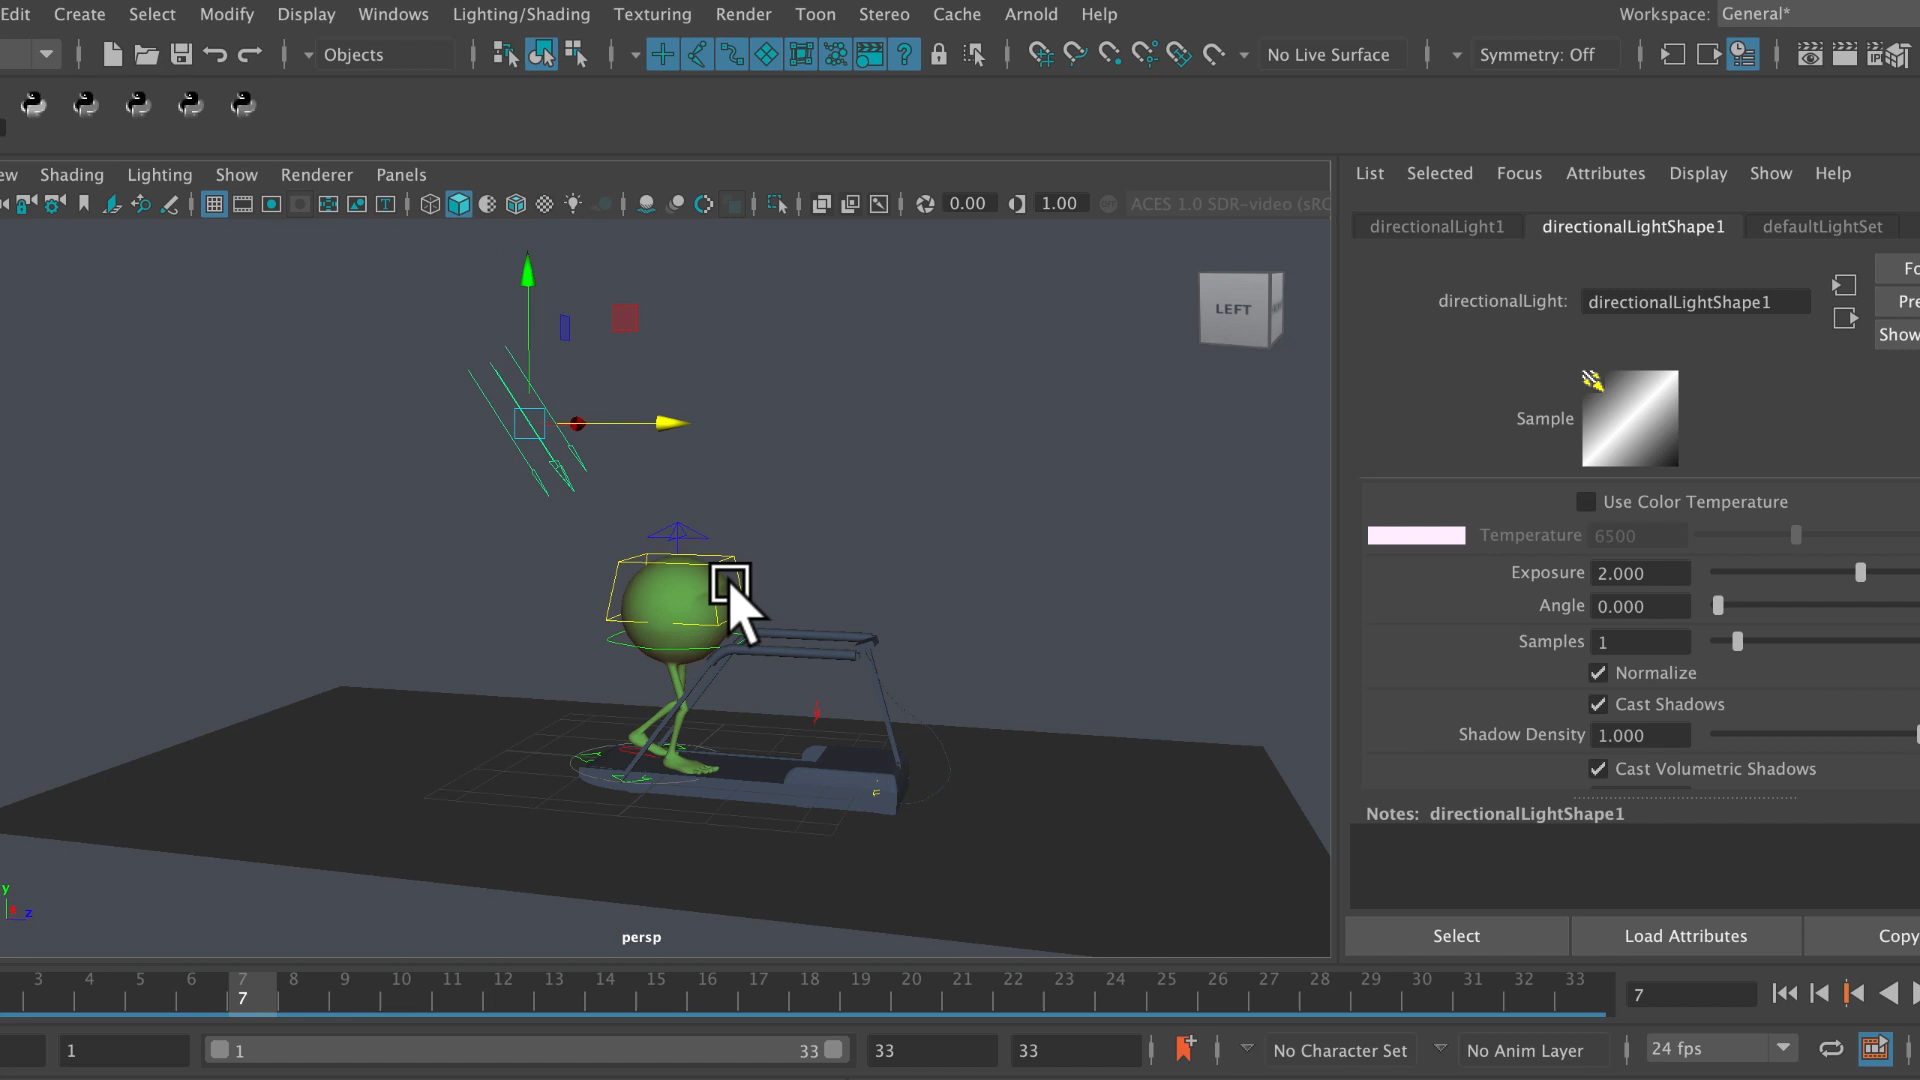 Edit Create Select Modify Display Windows Lighting/Shading Texturing Render Toon Stereo Cache Arnold Help Workspace: General*
Objects No Live Surface Symmetry: Off
ew Shading Lighting Show Renderer Panels
0.00 1.00 ACES 1.0 SDR-video (sRG
LEFT
y
z
persp
List Selected Focus Attributes Display Show Help
directionalLight1 directionalLightShape1 defaultLightSet
Fo
directionalLight: directionalLightShape1 Pre
Show
Sample
Use Color Temperature
Temperature 6500
Exposure 2.000
Angle 0.000
Samples 1
Normalize
Cast Shadows
Shadow Density 1.000
Cast Volumetric Shadows
Notes: directionalLightShape1
Select Load Attributes Copy
3 4 5 6 7 8 9 10 11 12 13 14 15 16 17 18 19 20 21 22 23 24 25 26 27 28 29 30 31 32 33
7 7
1 1 33 33 33 No Character Set No Anim Layer 24 fps